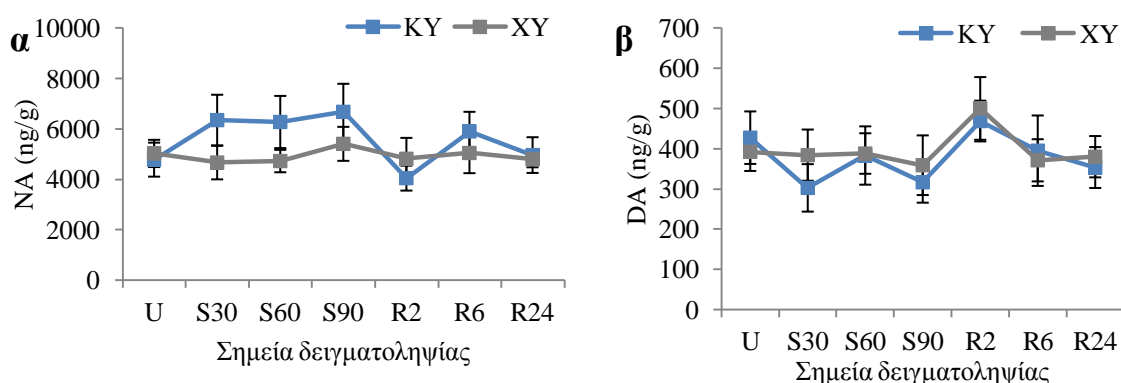 α
KY XY
NA (ng/g)
10000
8000
6000
4000
2000
0
U S30 S60 S90 R2 R6 R24
Σημεία δειγματοληψίας
β
KY XY
DA (ng/g)
700
600
500
400
300
200
100
0
U S30 S60 S90 R2 R6 R24
Σημεία δειγματοληψίας